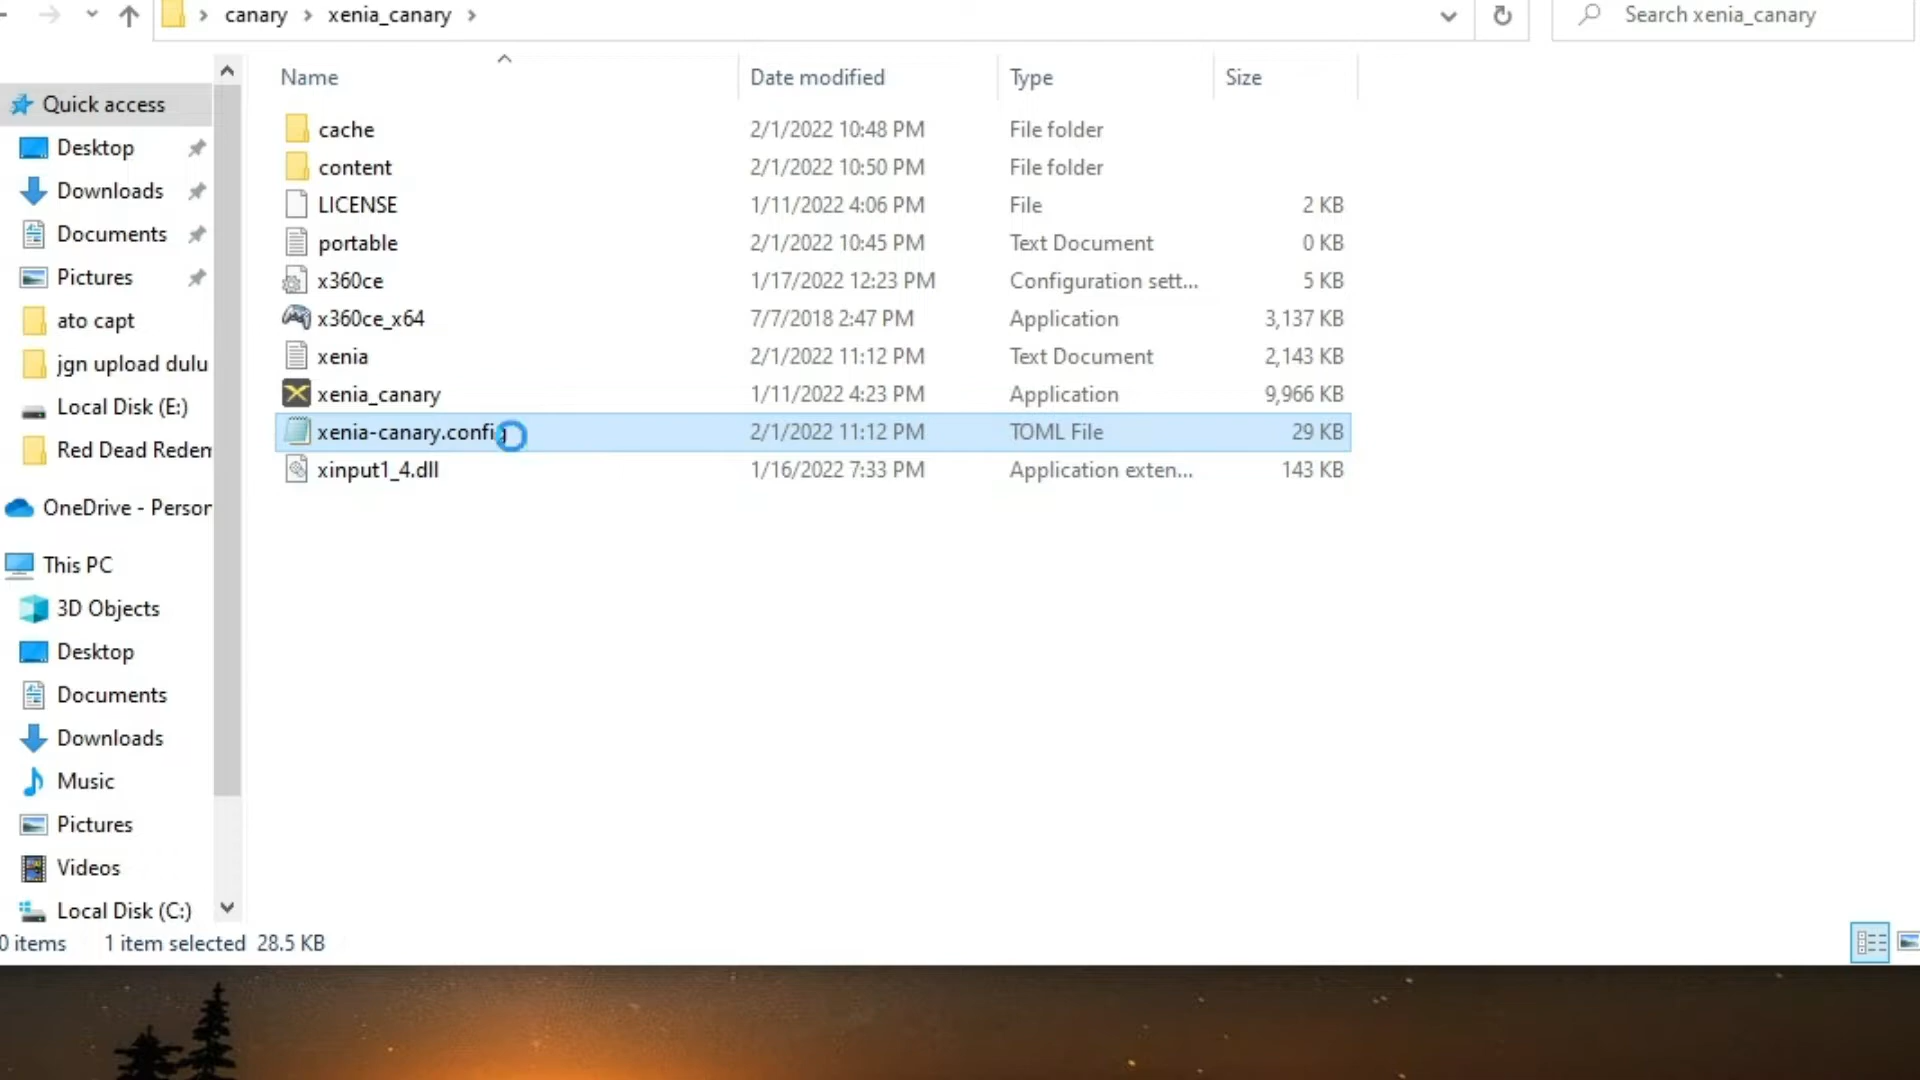 canary
xenia_canary
Search xenia_canary
Name
Date modified
Type
Size
Quick access
Desktop
Downloads
Documents
Pictures
ato capt
jgn upload dulu
Local Disk (E:)
Red Dead Reden
OneDrive - Person
This PC
3D Objects
Desktop
Documents
Downloads
Music
Pictures
Videos
Local Disk (C:)
cache 2/1/2022 10:48 PM File folder
content 2/1/2022 10:50 PM File folder
LICENSE 1/11/2022 4:06 PM File 2 KB
portable 2/1/2022 10:45 PM Text Document 0 KB
x360ce 1/17/2022 12:23 PM Configuration sett... 5 KB
x360ce_x64 7/7/2018 2:47 PM Application 3,137 KB
xenia 2/1/2022 11:12 PM Text Document 2,143 KB
xenia_canary 1/11/2022 4:23 PM Application 9,966 KB
xenia-canary.config 2/1/2022 11:12 PM TOML File 29 KB
xinput1_4.dll 1/16/2022 7:33 PM Application exten... 143 KB
0 items 1 item selected 28.5 KB